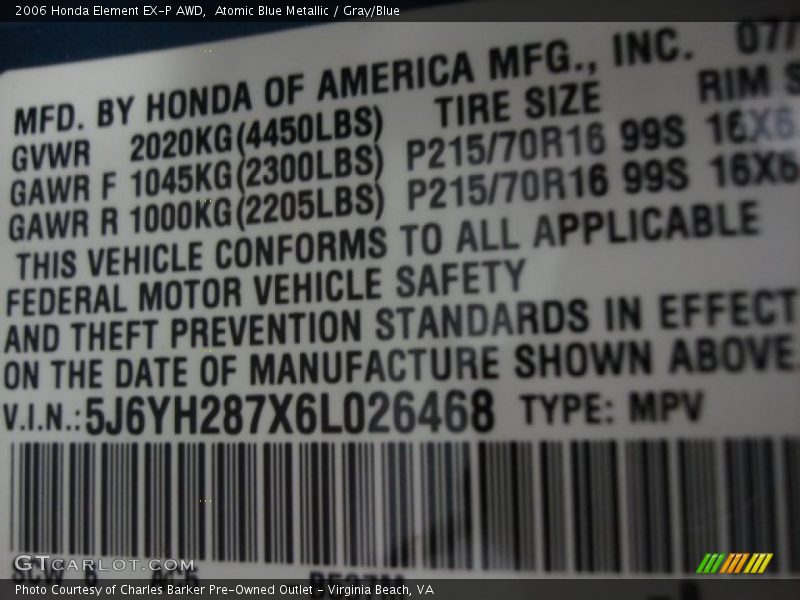 2006 Honda Element EX-P AWD, Atomic Blue Metallic / Gray/Blue
MFD. BY HONDA OF AMERICA MFG., INC. 07/
TIRE SIZE RIM S
GVWR 2020KG(4450LBS)
GAWR F 1045KG(2300LBS) P215/70R16 99S 16X6
GAWR R 1000KG(2205LBS) P215/70R16 99S 16X6
THIS VEHICLE CONFORMS TO ALL APPLICABLE
FEDERAL MOTOR VEHICLE SAFETY
AND THEFT PREVENTION STANDARDS IN EFFECT
ON THE DATE OF MANUFACTURE SHOWN ABOVE.
V.I.N.:5J6YH287X6L026468 TYPE: MPV
GTCARLOT.COM
Photo Courtesy of Charles Barker Pre-Owned Outlet - Virginia Beach, VA